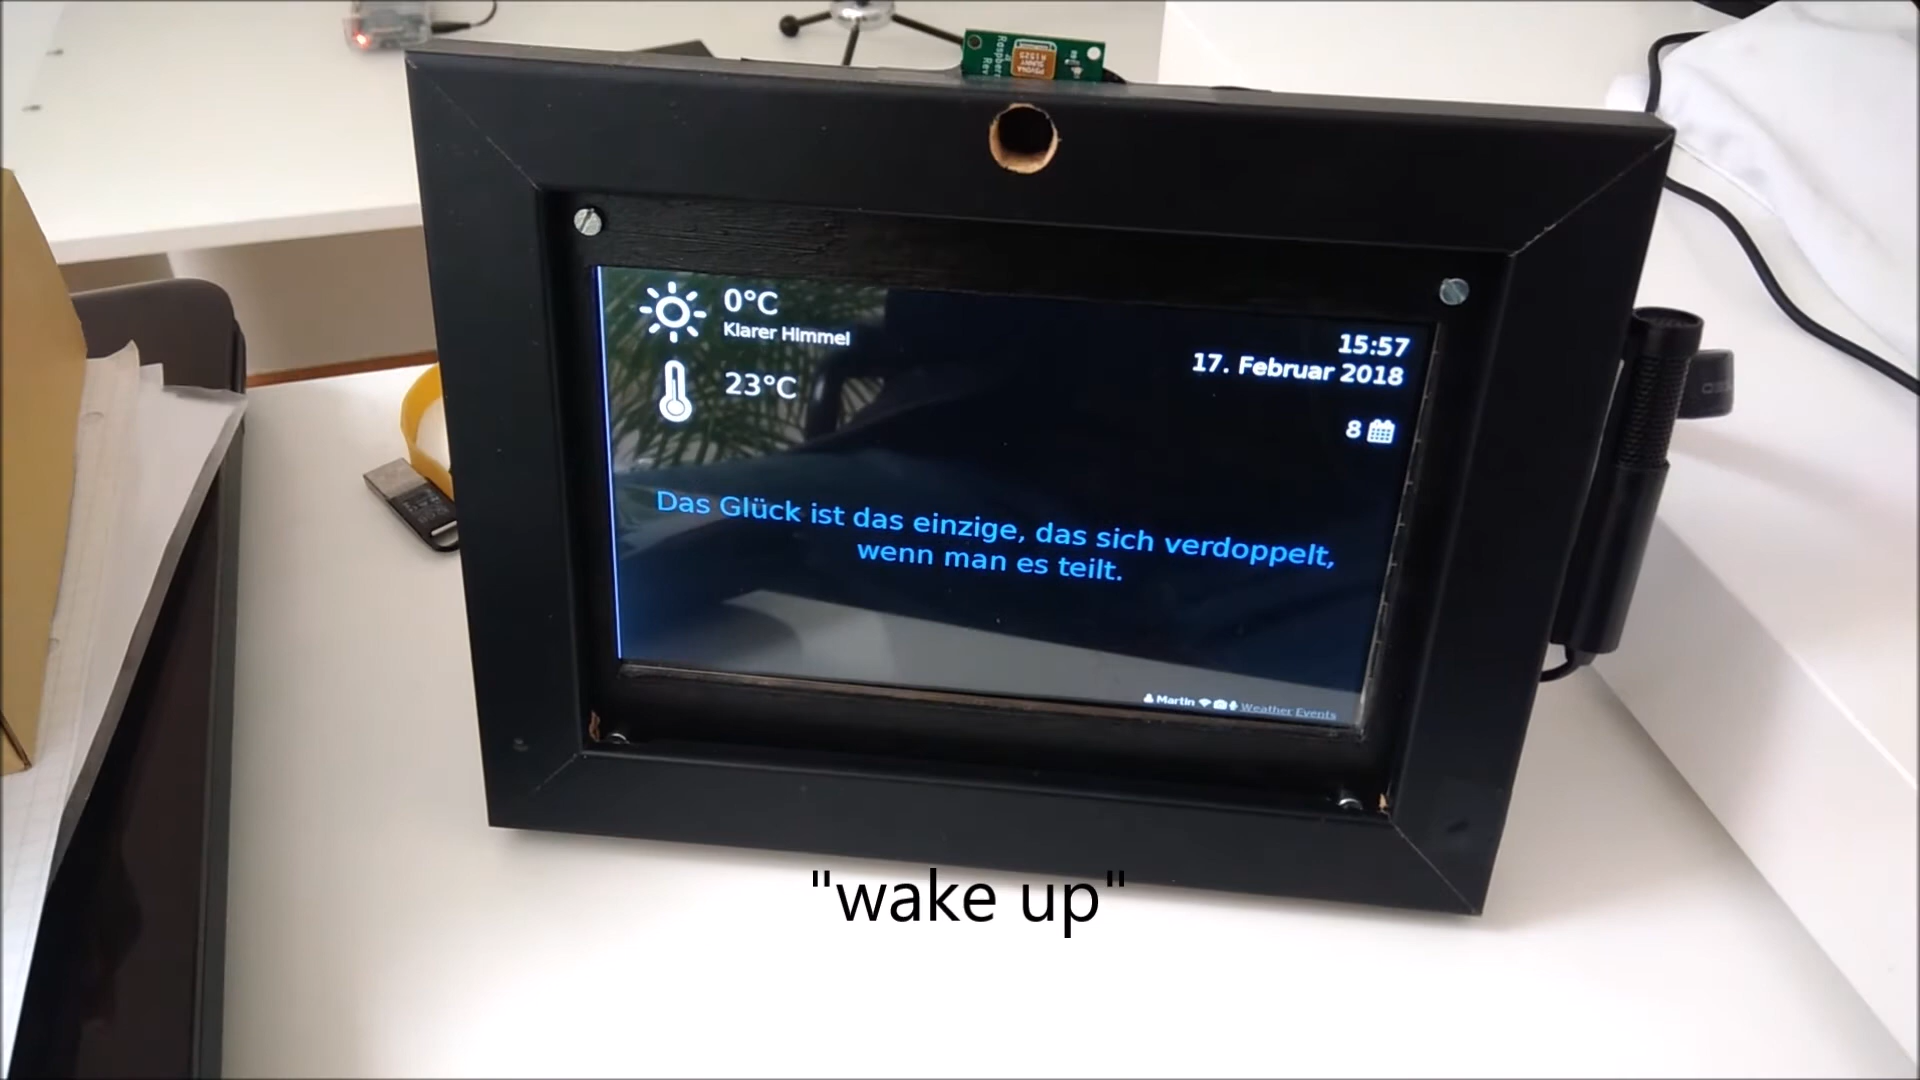 0°C
Klarer Himmel
23°C
15:57
17. Februar 2018
8
Das Glück ist das einzige, das sich verdoppelt,
wenn man es teilt.
Martin
Weather Events
"wake up"